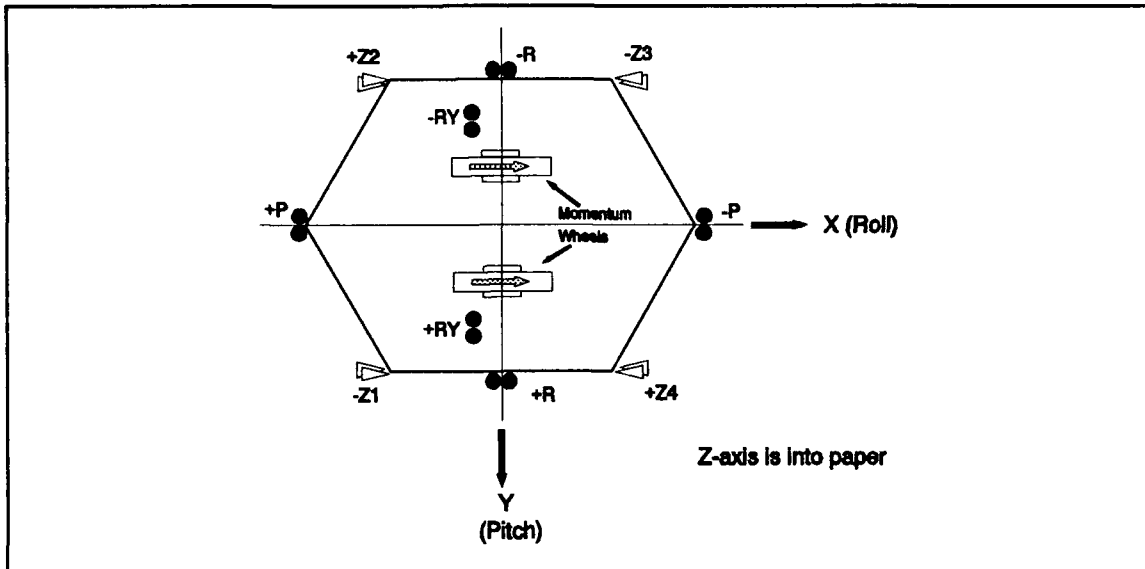 +Z2
-R
-Z3
-RY
+P
Momentum
Wheels
-P
X (Roll)
+RY
-Z1
+R
+Z4
Y
(Pitch)
Z-axis is into paper